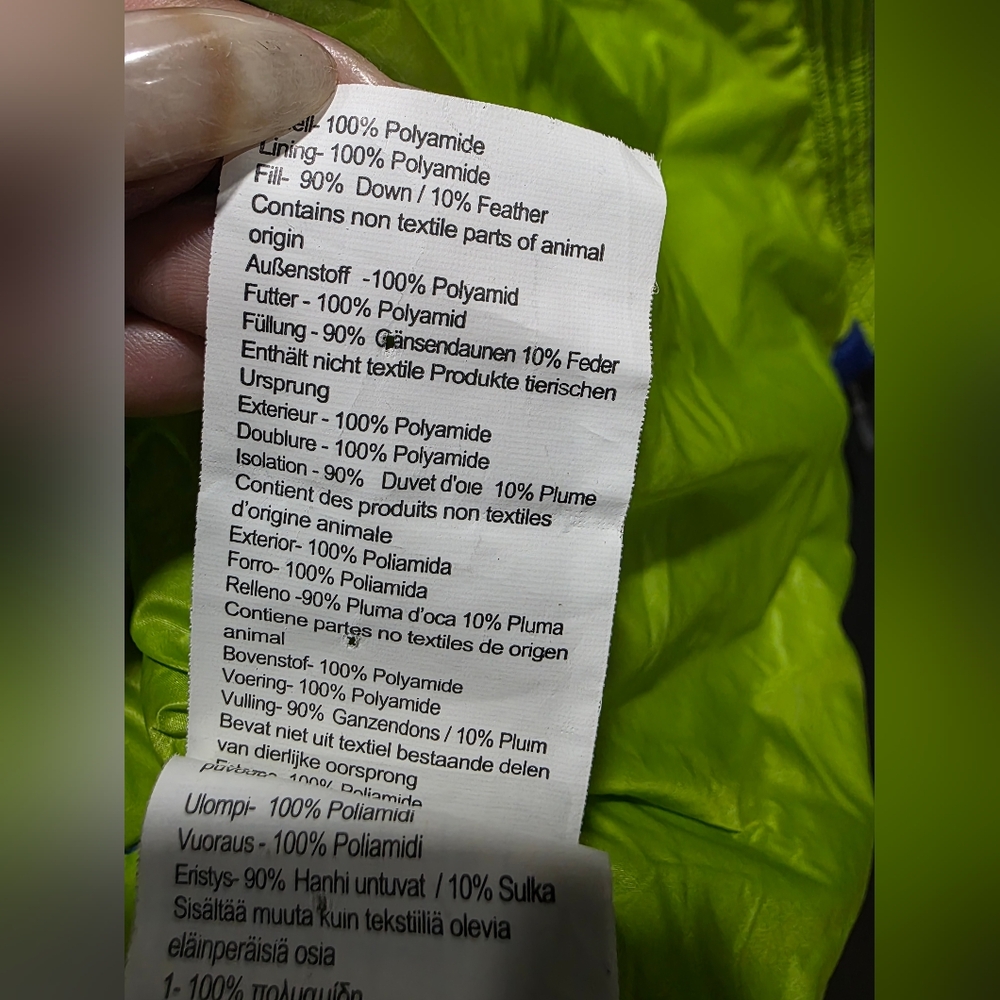 100% Polyamide
Lining- 100% Polyamide
Fill- 90% Down / 10% Feather
Contains non textile parts of animal
origin
Außenstoff -100% Polyamid
Futter - 100% Polyamid
Füllung - 90% Gänsendaunen 10% Feder
Enthält nicht textile Produkte tierischen
Ursprung
Exterieur - 100% Polyamide
Doublure - 100% Polyamide
Isolation - 90% Duvet d'oie 10% Plume
Contient des produits non textiles
d'origine animale
Exterior- 100% Poliamida
Forro- 100% Poliamida
Relleno -90% Pluma d'oca 10% Pluma
Contiene partes no textiles de origen
animal
Bovenstof- 100% Polyamide
Voering- 100% Polyamide
Vulling- 90% Ganzendons / 10% Pluim
Bevat niet uit textiel bestaande delen
van dierlijke oorsprong
100% Poliamide
Ulompi- 100% Poliamidi
Vuoraus - 100% Poliamidi
Eristys- 90% Hanhi untuvat / 10% Sulka
Sisältää muuta kuin tekstiiliä olevia
eläinperäisiä osia
1- 100% πολυαμίδη